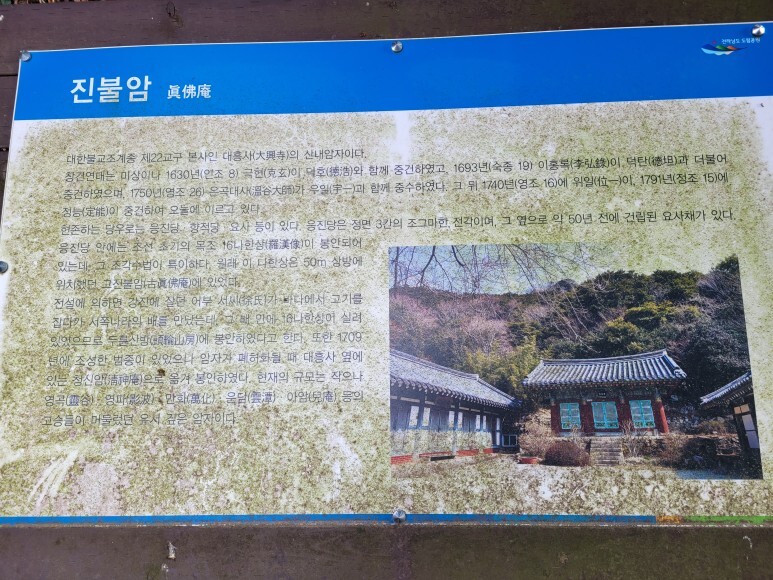 전라남도 도립공원
진불암 眞佛庵
대한불교조계종 제22교구 본사인 대흥사(大興寺)의 산내암자이다.
창건연대는 미상이나 1630년(인조 8) 극현(克玄)이 덕호(德浩)와 함께 중건하였고, 1693년(숙종 19) 이홍록(李弘錄)이 덕탄(德坦)과 더불어
중건하였으며, 1750년(영조 26) 은곡대사(隱谷大師)가 우일(宇一)과 함께 중수하였다. 그 뒤 1740년(영조 16)에 위일(位一)이, 1791년(정조 15)에
정능(定能)이 중건하여 오늘에 이르고 있다.
현존하는 당우로는 응진당 · 향적당 · 요사 등이 있다. 응진당은 정면 3칸의 조그마한 전각이며, 그 옆으로 약 50년 전에 건립된 요사채가 있다.
응진당 안에는 조선 초기의 목조 16나한상(羅漢像)이 봉안되어
있는데, 그 조각수법이 특이하다. 원래 이 나한상은 50m 상방에
위치했던 고진불암(古眞佛庵)에 있었다.
전설에 의하면 강진에 살던 어부 서씨(徐氏)가 바다에서 고기를
잡다가 서쪽나라의 배를 만났는데, 그 배 안에 16나한상이 실려
있었으므로 두륜산방(頭輪山房)에 봉안하였다고 한다. 또한 1709
년에 조성한 범종이 있었으나 암자가 폐허화될 때 대흥사 옆에
있는 청신암(淸神庵)으로 옮겨 봉안하였다. 현재의 규모는 작으나
영곡(靈谷) · 영파(影波) · 만화(萬化) · 운담(雲潭) · 아암(兒庵) 등의
고승들이 머물렀던 유서 깊은 암자이다.